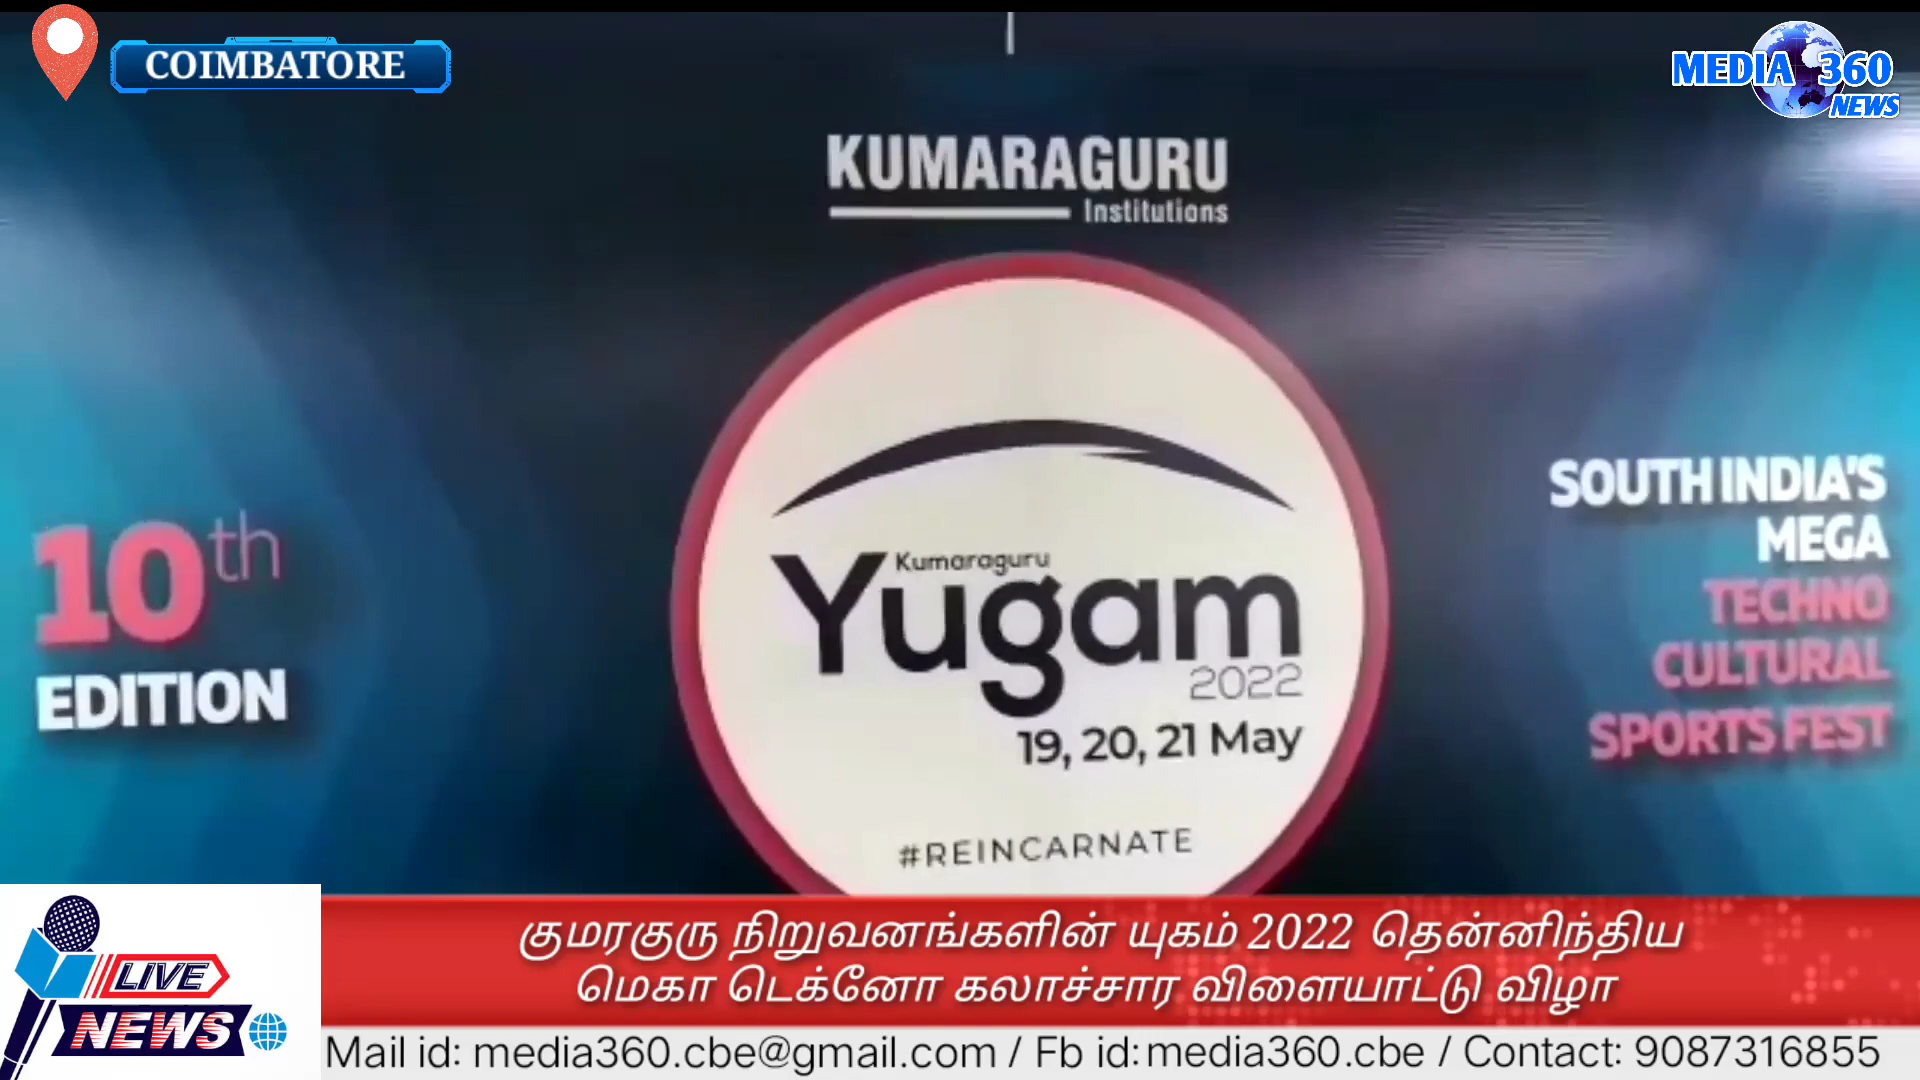 COIMBATORE
MEDIA 360
NEWS
KUMARAGURU
Institutions
10th
EDITION
Kumaraguru
Yugam
2022
19, 20, 21 May
#REINCARNATE
SOUTH INDIA'S
MEGA
TECHNO
CULTURAL
SPORTS FEST
LIVE
NEWS
குமரகுரு நிறுவனங்களின் யுகம் 2022 தென்னிந்திய
மெகா டெக்னோ கலாச்சார விளையாட்டு விழா
Mail id: media360.cbe@gmail.com / Fb id: media360.cbe / Contact: 9087316855